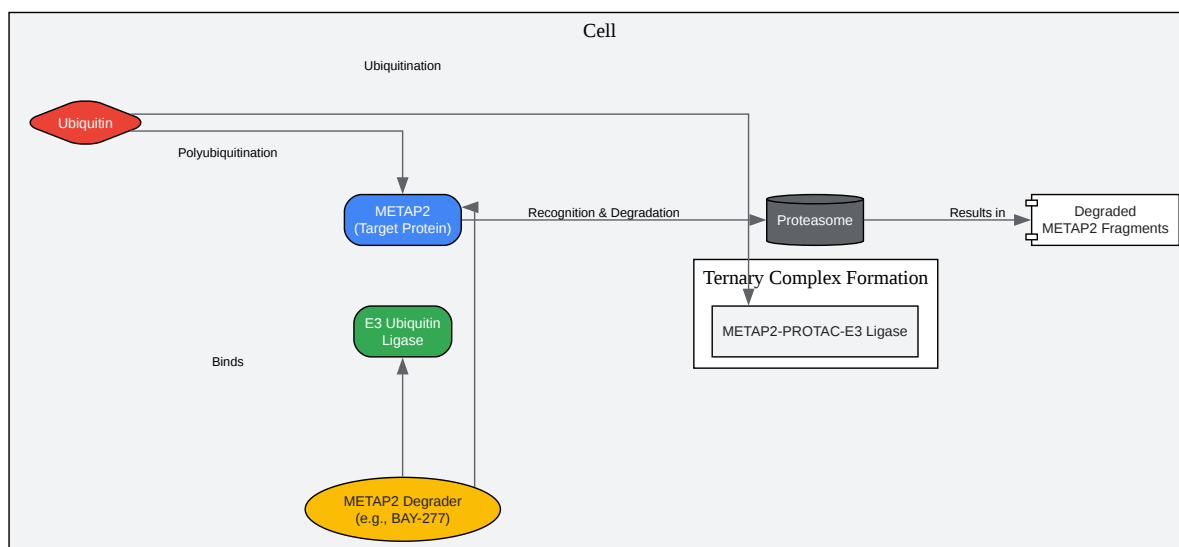 Cell
Ubiquitination
Ubiquitin
Polyubiquitination
METAP2
(Target Protein)
Recognition & Degradation
Proteasome
Results in
Degraded
METAP2 Fragments
Ternary Complex Formation
METAP2-PROTAC-E3 Ligase
E3 Ubiquitin
Ligase
Binds
METAP2 Degrader
(e.g., BAY-277)